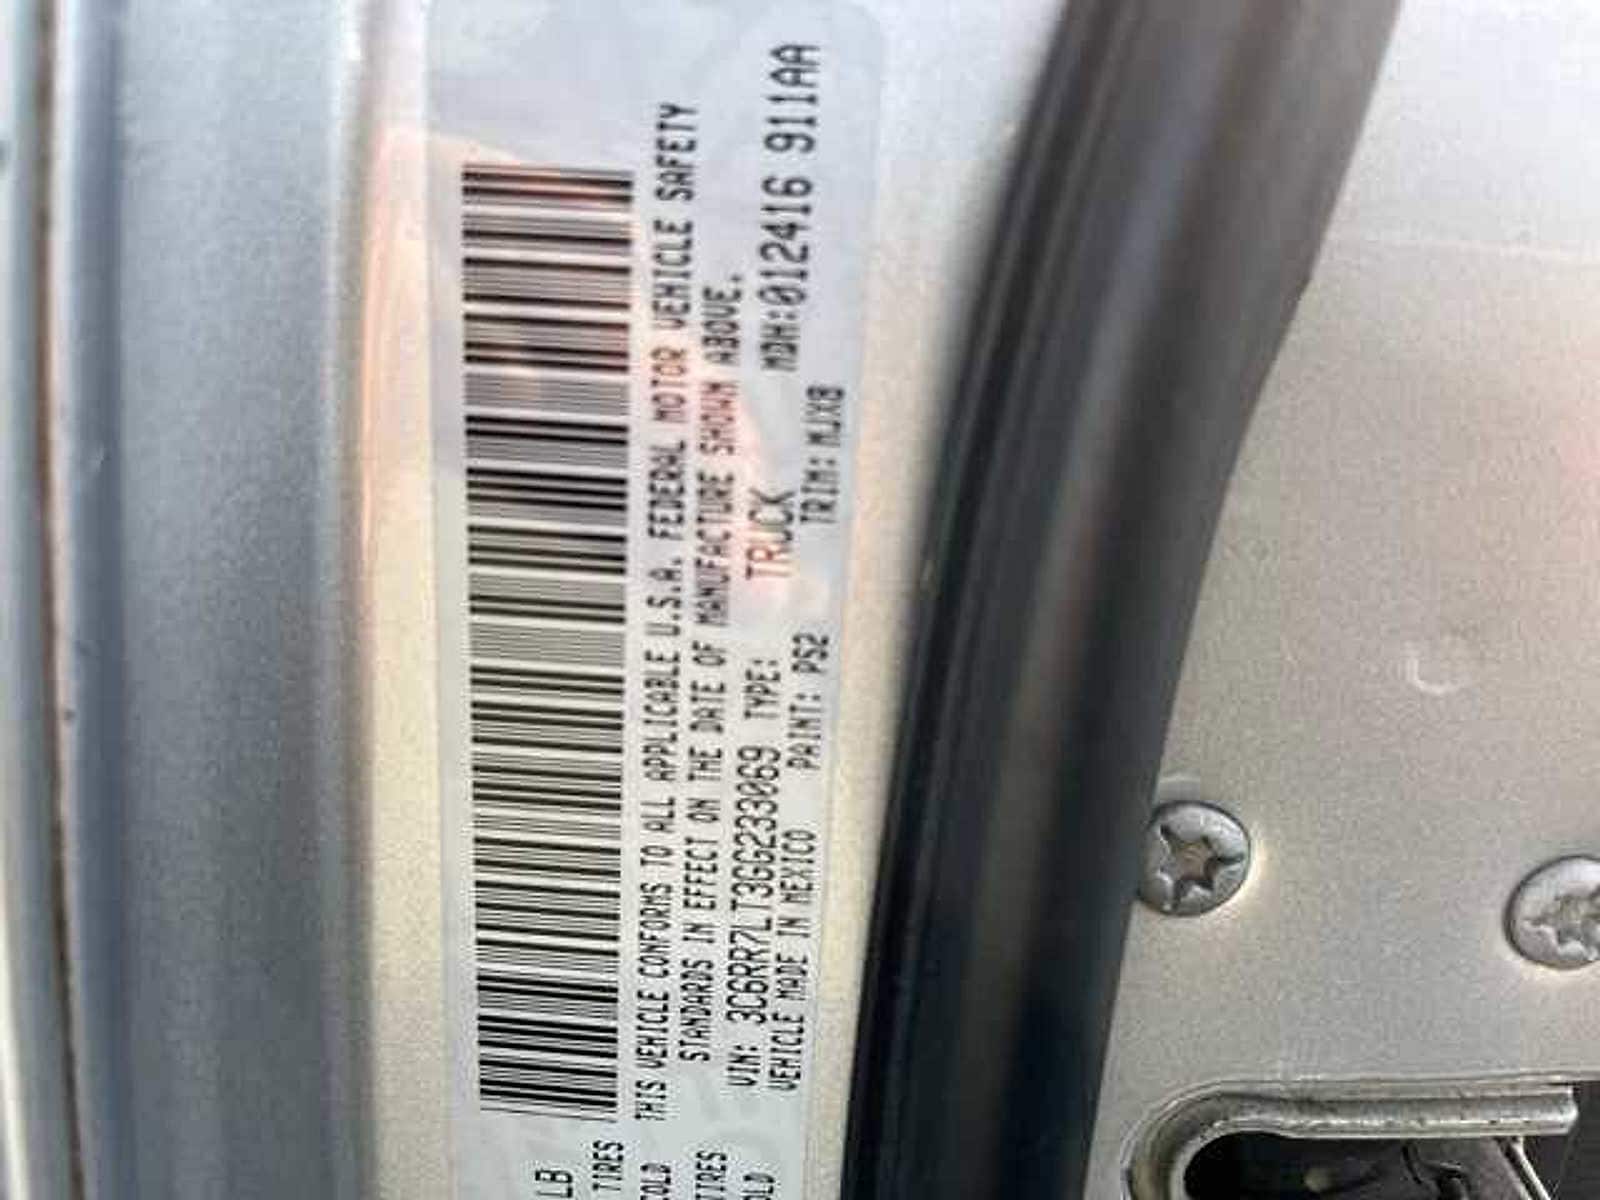 LB
TIRES
COLD
TIRES
OLD
THIS VEHICLE CONFORMS TO ALL APPLICABLE U.S.A. FEDERAL MOTOR VEHICLE SAFETY
STANDARDS IN EFFECT ON THE DATE OF MANUFACTURE SHOWN ABOVE.
VIN: 3C6RR7LT3GG233069 TYPE: TRUCK MDH:012416 911AA
VEHICLE MADE IN MEXICO PAINT: PS2 TRIM: MJX8